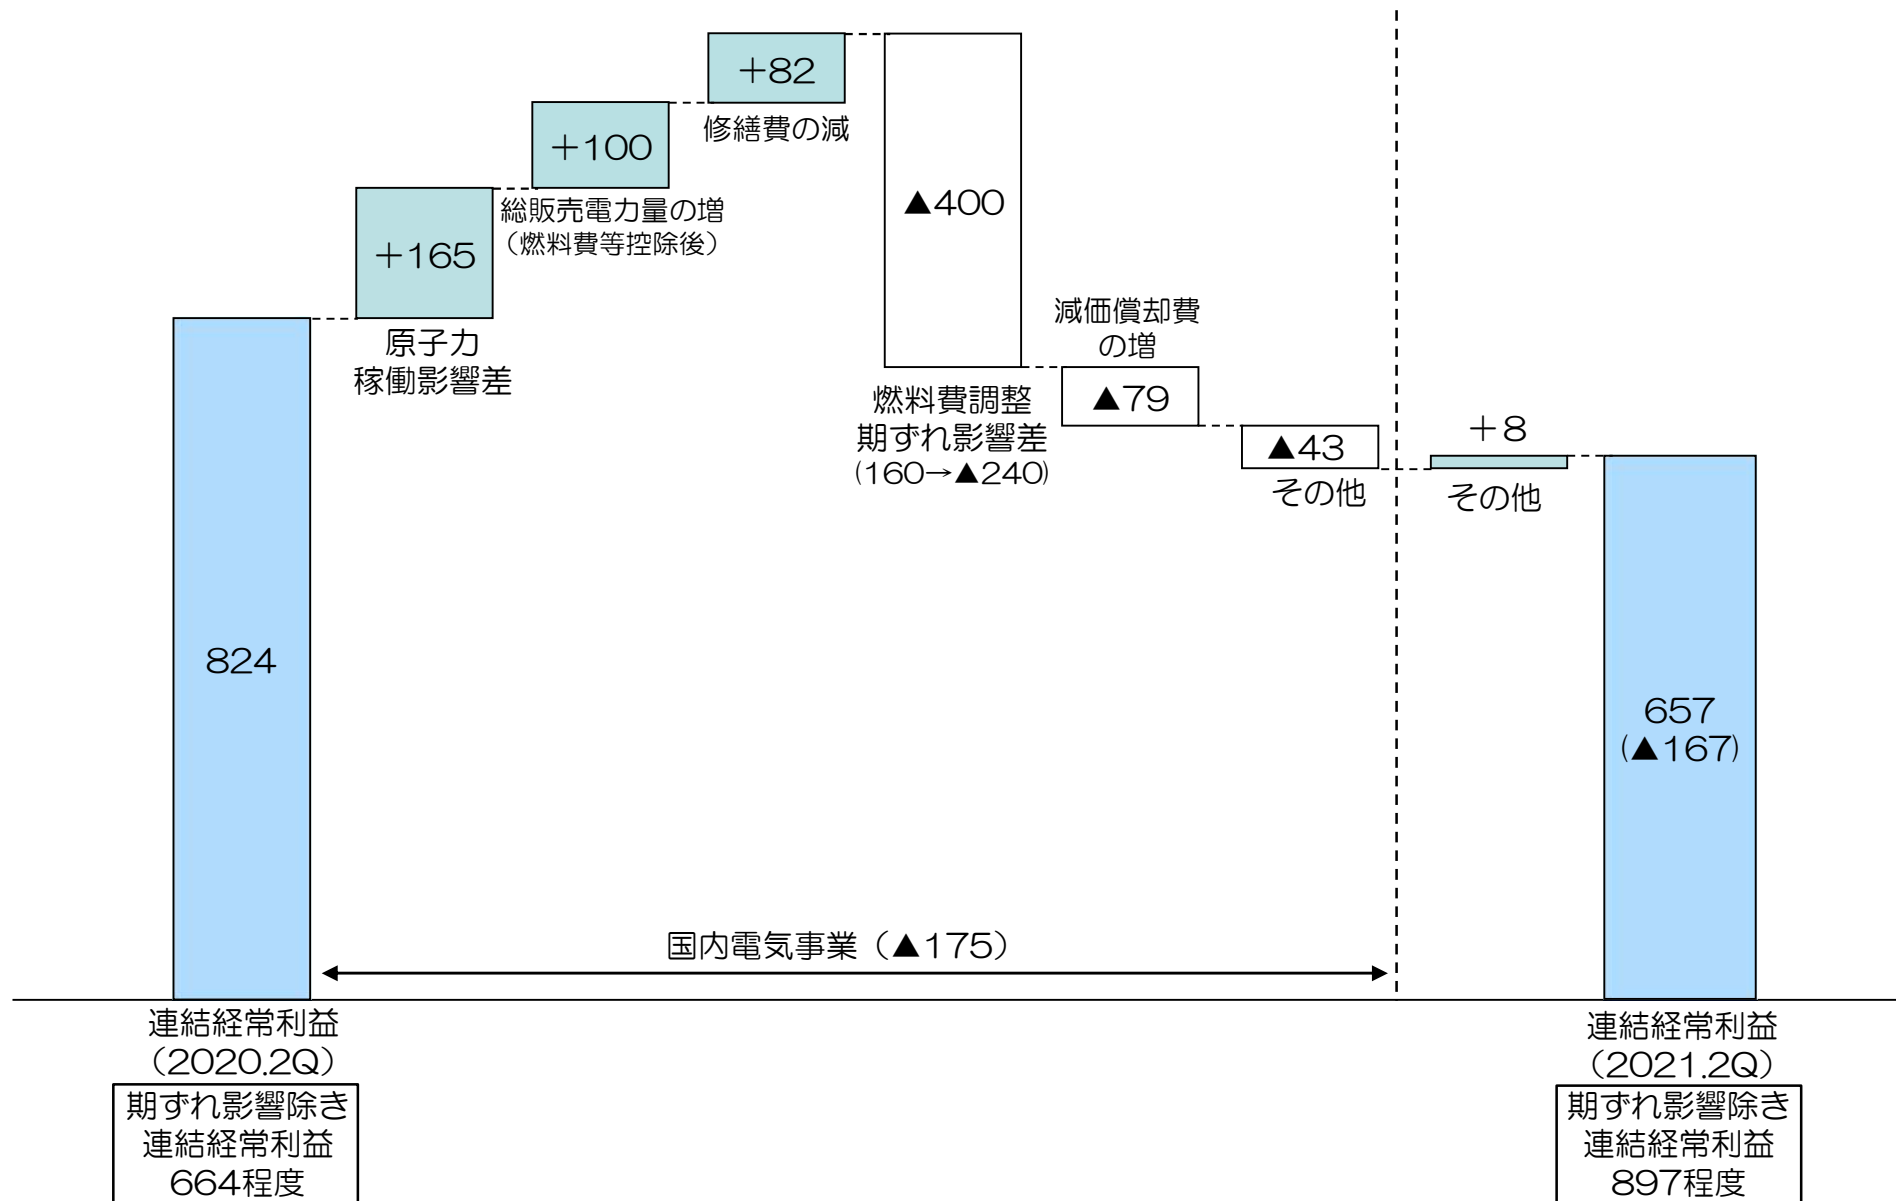 +82
修繕費の減
+100
総販売電力量の増
（燃料費等控除後）
+165
原子力
稼働影響差
▲400
燃料費調整
期ずれ影響差
(160→▲240)
減価償却費
の増
▲79
▲43
その他
+8
その他
824
657
(▲167)
国内電気事業（▲175）
連結経常利益
（2020.2Q）
期ずれ影響除き
連結経常利益
664程度
連結経常利益
（2021.2Q）
期ずれ影響除き
連結経常利益
897程度